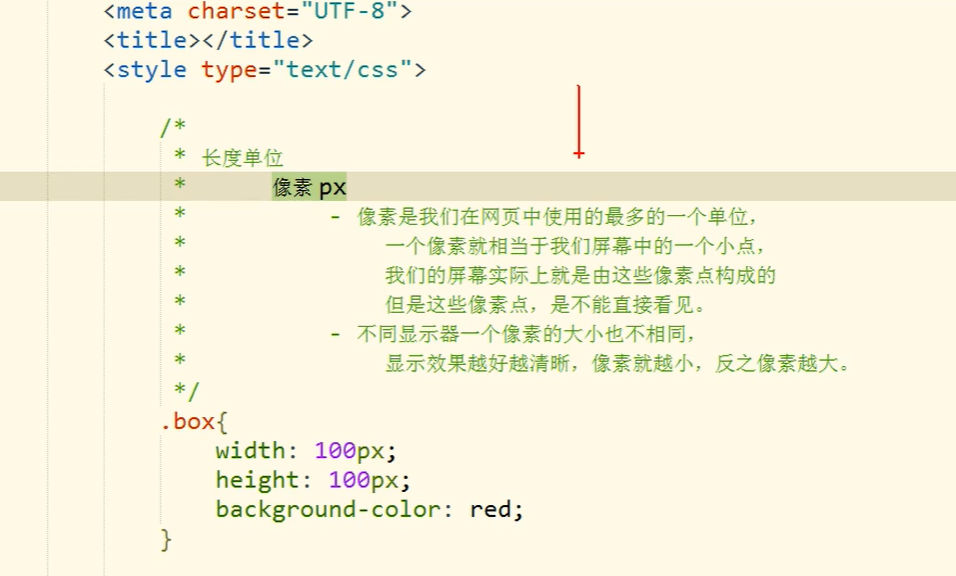 <meta charset="UTF-8">
<title></title>
<style type="text/css">
/*
* 长度单位
* 像素 px
* - 像素是我们在网页中使用的最多的一个单位，
* 一个像素就相当于我们屏幕中的一个小点，
* 我们的屏幕实际上就是由这些像素点构成的
* 但是这些像素点，是不能直接看见。
* - 不同显示器一个像素的大小也不相同，
* 显示效果越好越清晰，像素就越小，反之像素越大。
*/
.box{
width: 100px;
height: 100px;
background-color: red;
}